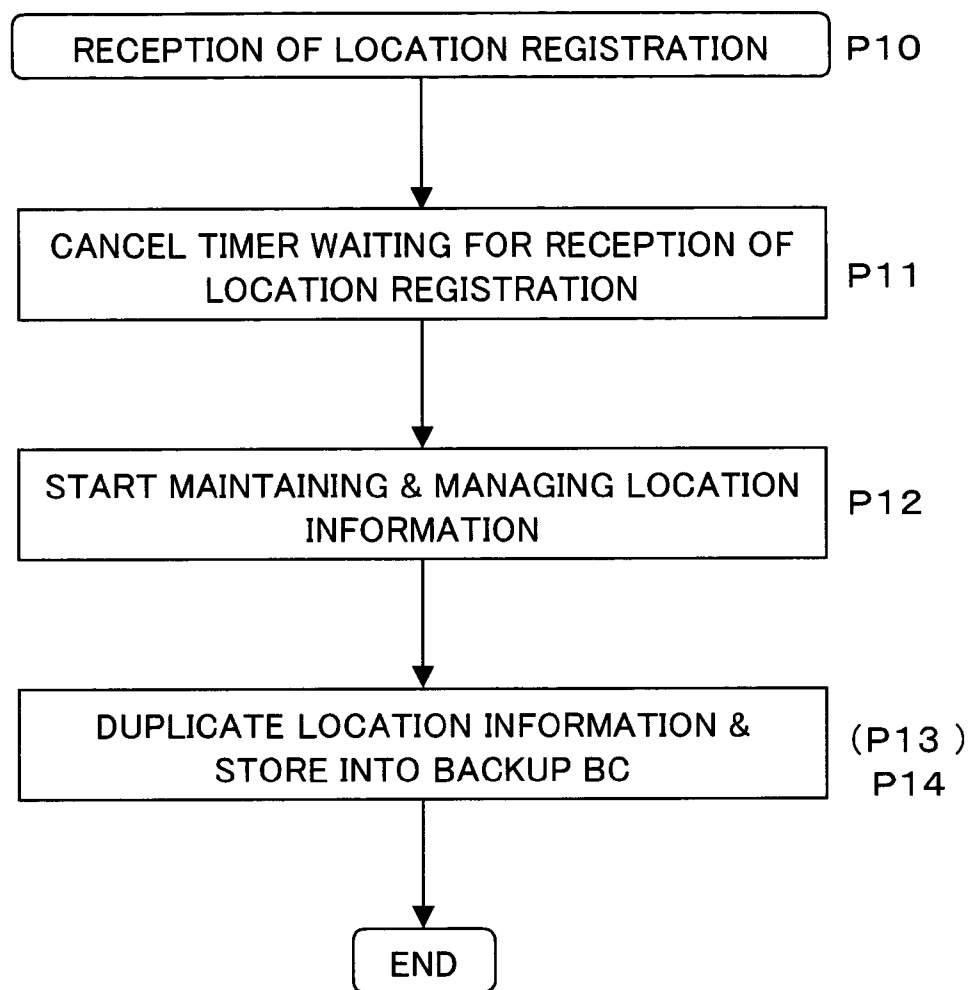 RECEPTION OF LOCATION REGISTRATION
P10
CANCEL TIMER WAITING FOR RECEPTION OF
LOCATION REGISTRATION
P11
START MAINTAINING & MANAGING LOCATION
INFORMATION
P12
DUPLICATE LOCATION INFORMATION &
STORE INTO BACKUP BC
(P13 )
P14
END